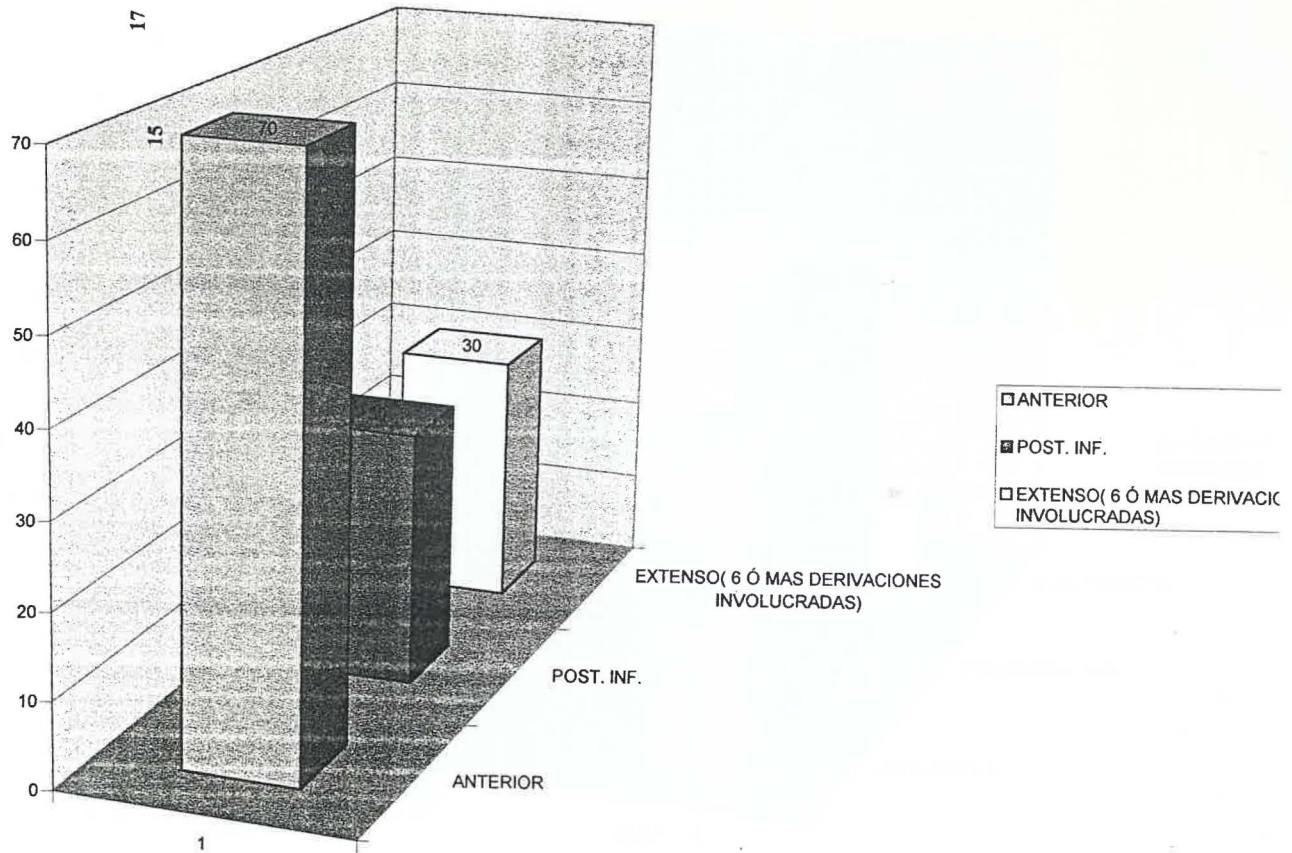 17
15
70
60
50
40
30
20
10
0
70
30
EXTENSO( 6 Ó MAS DERIVACIONES
INVOLUCRADAS)
POST. INF.
ANTERIOR
1
ANTERIOR
POST. INF.
EXTENSO( 6 Ó MAS DERIVACIO
INVOLUCRADAS)